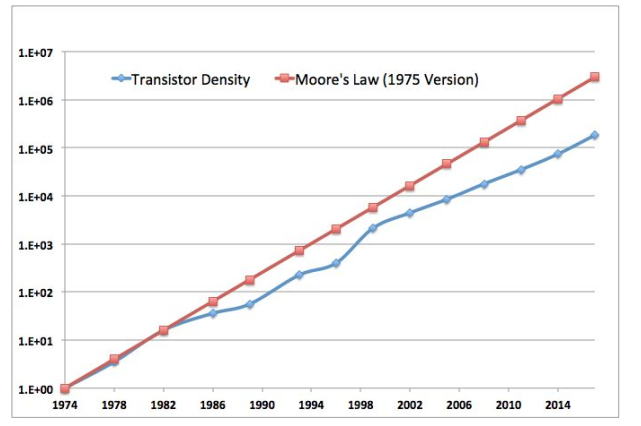 1.E+07
Transistor Density Moore's Law (1975 Version)
1.E+06
1.E+05
1.E+04
1.E+03
1.E+02
1.E+01
1.E+00
1974 1978 1982 1986 1990 1994 1998 2002 2006 2010 2014